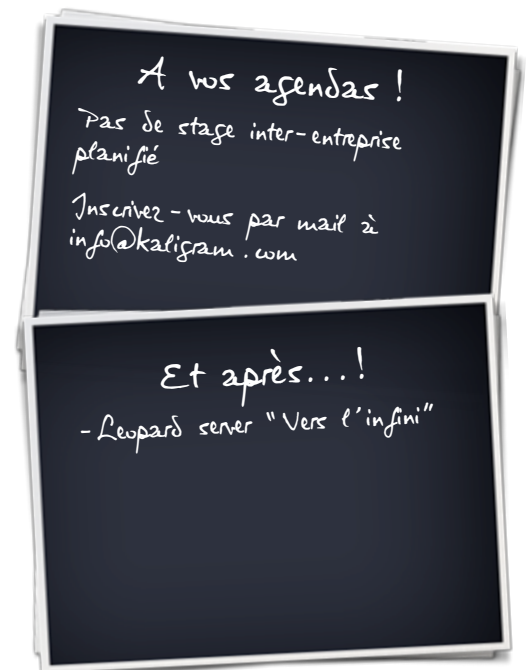 A vos agendas !
Pas de stage inter-entreprise
planifié
Inscrivez-vous par mail à
info@kaligram.com
Et après...!
-Leopard server "Vers l'infini"